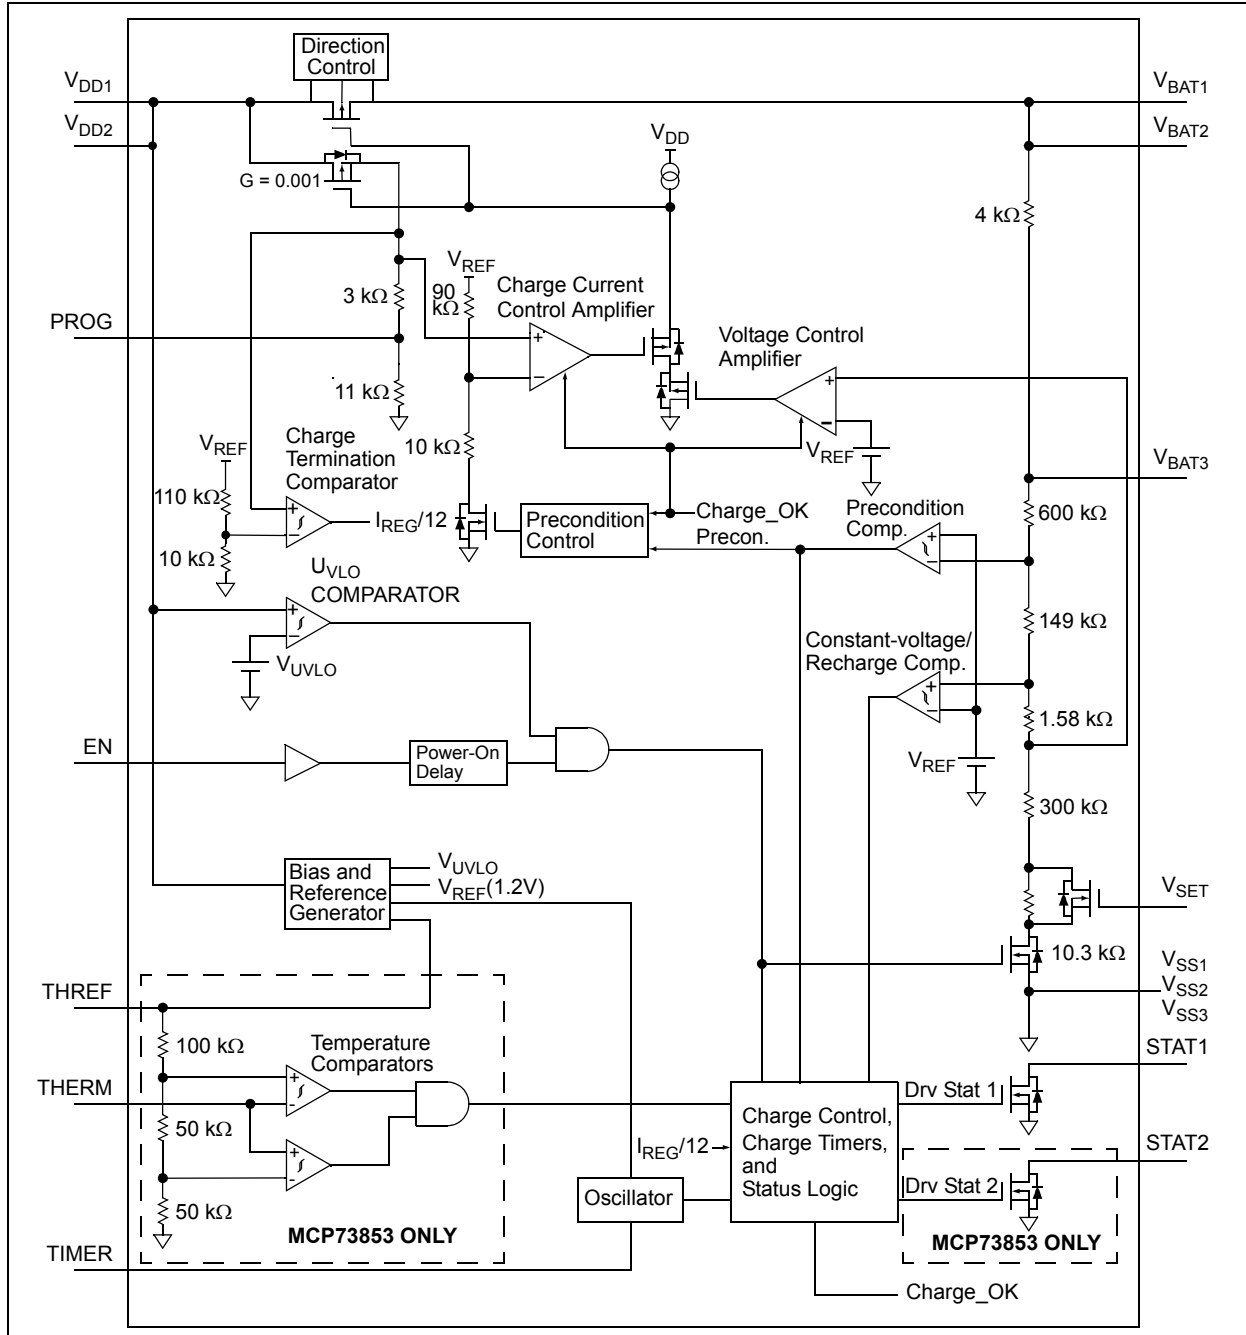 Direction
Control
VDD1
VBAT1
VDD2
VBAT2
VDD
G = 0.001
4 kΩ
VREF
90
kΩ
Charge Current
Control Amplifier
3 kΩ
PROG
Voltage Control
Amplifier
+
−
+
−
11 kΩ
VREF
Charge
Termination
Comparator
10 kΩ
VREF
VBAT3
110 kΩ
+
−
IREG/12
Precondition
Control
Charge_OK
Precon.
Precondition
Comp.
+
−
600 kΩ
10 kΩ
UVLO
COMPARATOR
+
−
VUVLO
149 kΩ
Constant-voltage/
Recharge Comp.
+
−
1.58 kΩ
EN
Power-On
Delay
VREF
300 kΩ
Bias and
Reference
Generator
VUVLO
VREF(1.2V)
VSET
10.3 kΩ
VSS1
VSS2
VSS3
THREF
100 kΩ
Temperature
Comparators
STAT1
THERM
+
-
50 kΩ
+
-
50 kΩ
MCP73853 ONLY
Drv Stat 1
Charge Control,
Charge Timers,
and
Status Logic
IREG/12
STAT2
Drv Stat 2
MCP73853 ONLY
Oscillator
TIMER
Charge_OK